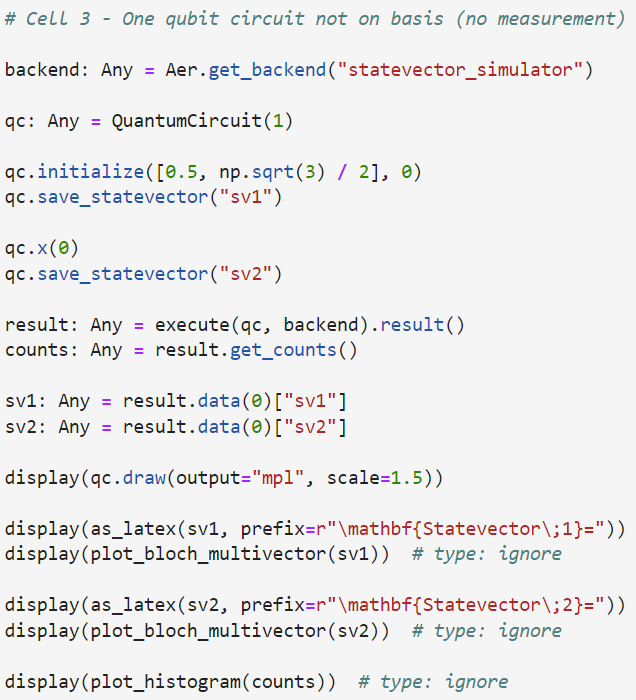 # Cell 3 - One qubit circuit not on basis (no measurement)
backend: Any = Aer.get_backend("statevector_simulator")
qc: Any = QuantumCircuit(1)
qc.initialize([0.5, np.sqrt(3) / 2], 0)
qc.save_statevector("sv1")
qc.x(0)
qc.save_statevector("sv2")
result: Any = execute(qc, backend).result()
counts: Any = result.get_counts()
sv1: Any = result.data(0)["sv1"]
sv2: Any = result.data(0)["sv2"]
display(qc.draw(output="mpl", scale=1.5))
display(as_latex(sv1, prefix=r"\mathbf{Statevector\;1}="))
display(plot_bloch_multivector(sv1))  # type: ignore
display(as_latex(sv2, prefix=r"\mathbf{Statevector\;2}="))
display(plot_bloch_multivector(sv2))  # type: ignore
display(plot_histogram(counts))  # type: ignore